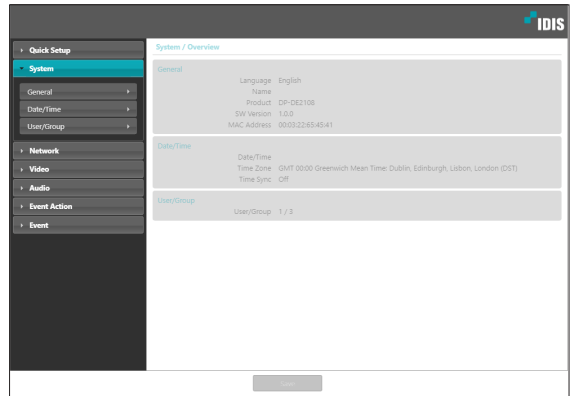 IDIS
Quick Setup
System
General
Date/Time
User/Group
Network
Video
Audio
Event Action
Event
System / Overview
General
Language English
Name
Product DP-DE2108
SW Version 1.0.0
MAC Address 00:03:22:65:45:41
Date/Time
Date/Time
Time Zone GMT 00:00 Greenwich Mean Time: Dublin, Edinburgh, Lisbon, London (DST)
Time Sync Off
User/Group
User/Group 1 / 3
Save